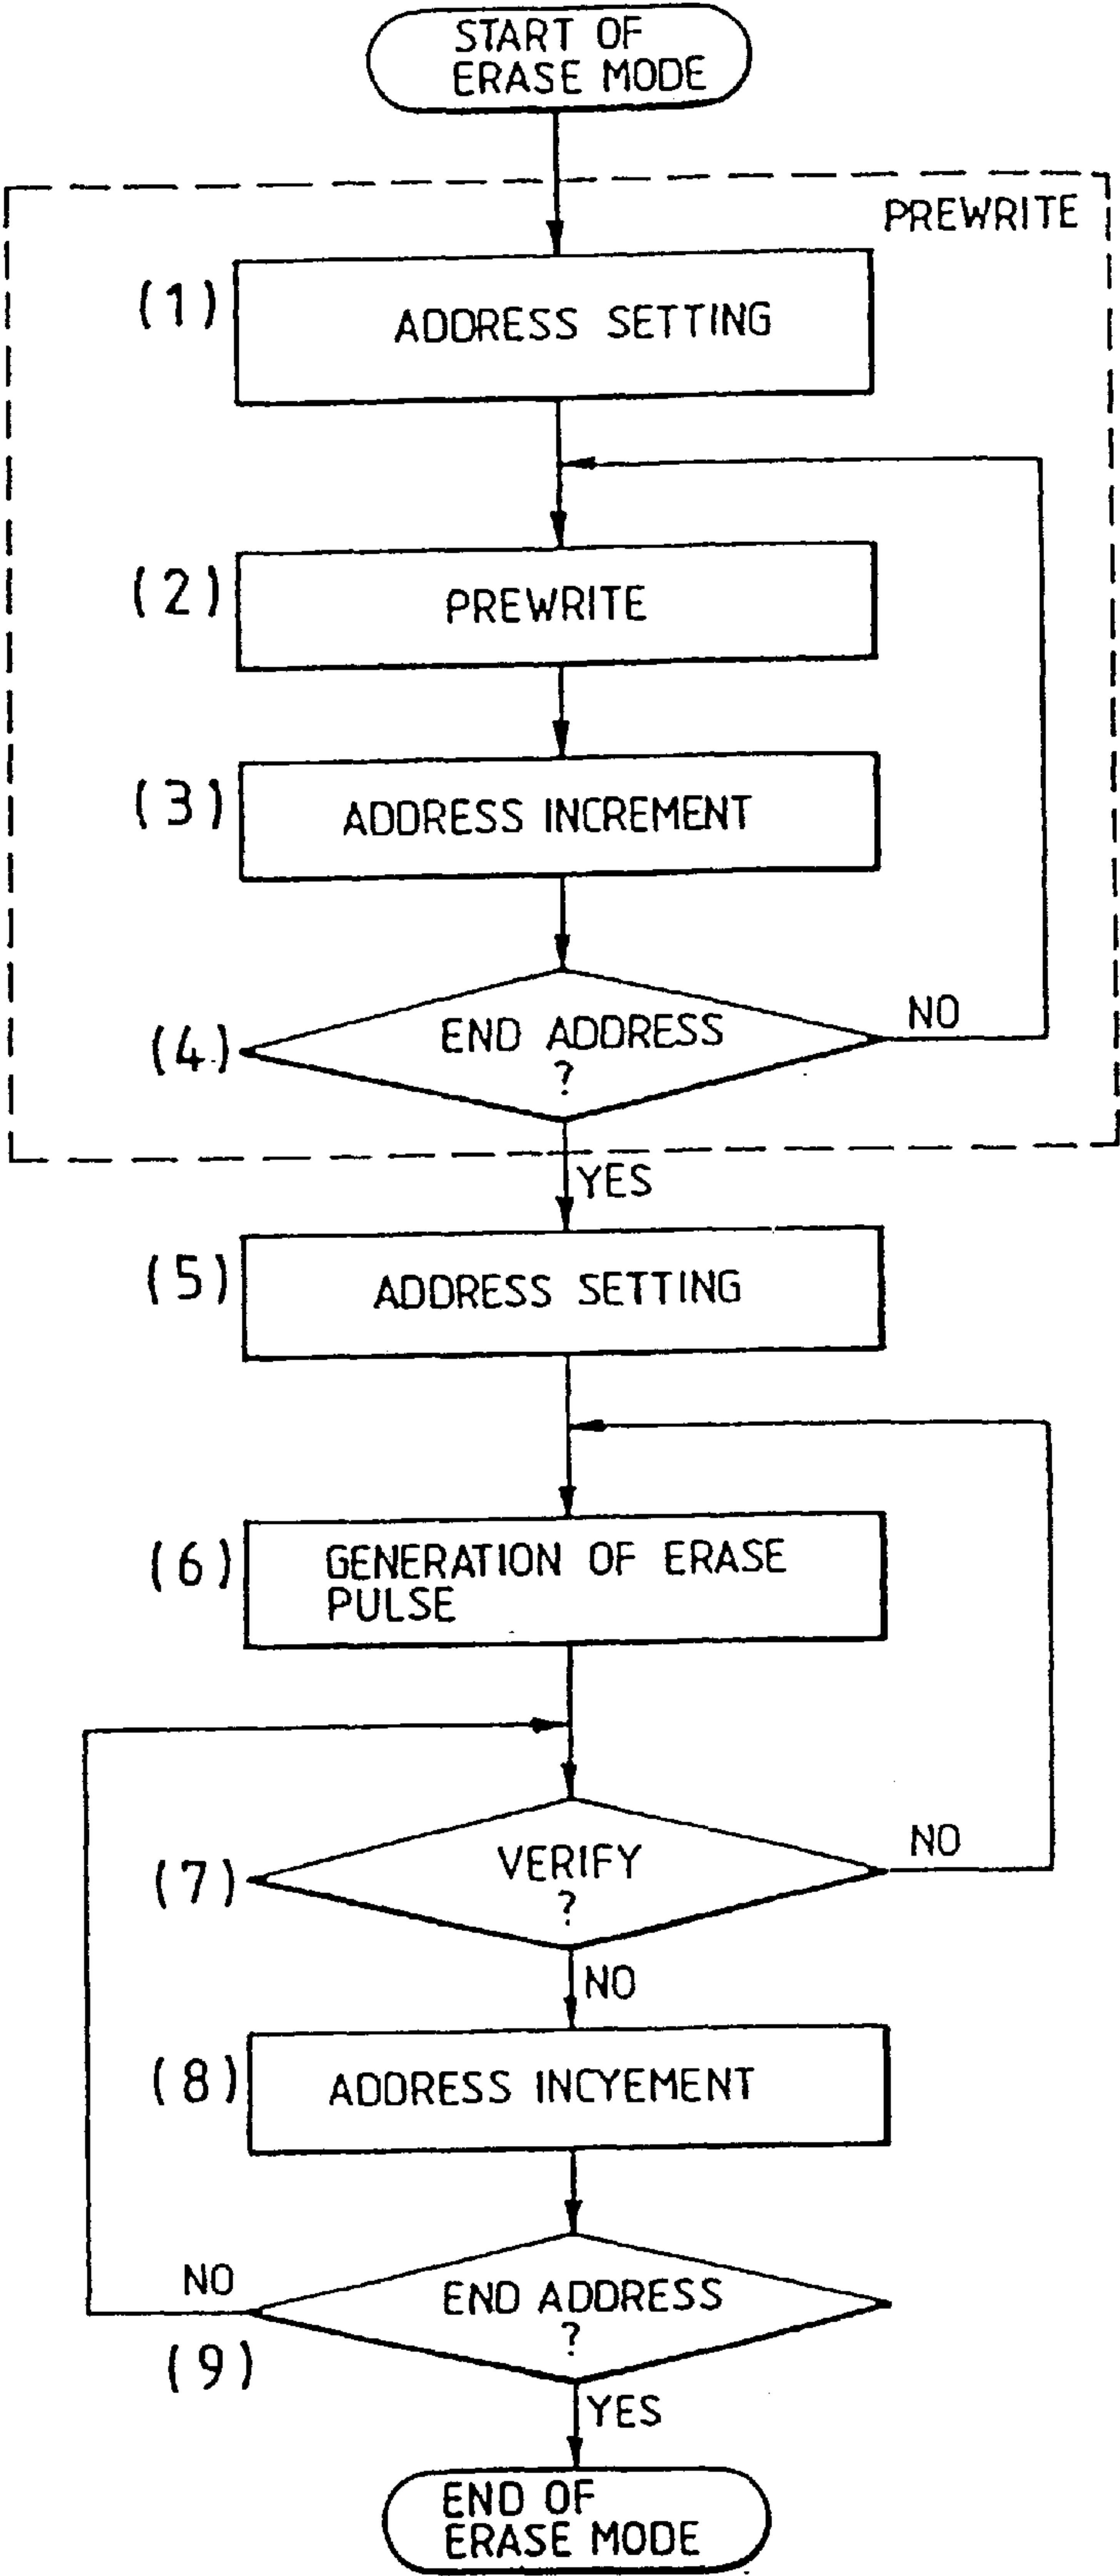 START OF
ERASE MODE
PREWRITE
(1)
ADDRESS SETTING
(2)
PREWRITE
(3)
ADDRESS INCREMENT
(4)
END ADDRESS
?
NO
YES
(5)
ADDRESS SETTING
(6)
GENERATION OF ERASE
PULSE
(7)
VERIFY
?
NO
NO
(8)
ADDRESS INCYEMENT
NO
END ADDRESS
?
(9)
YES
END OF
ERASE MODE